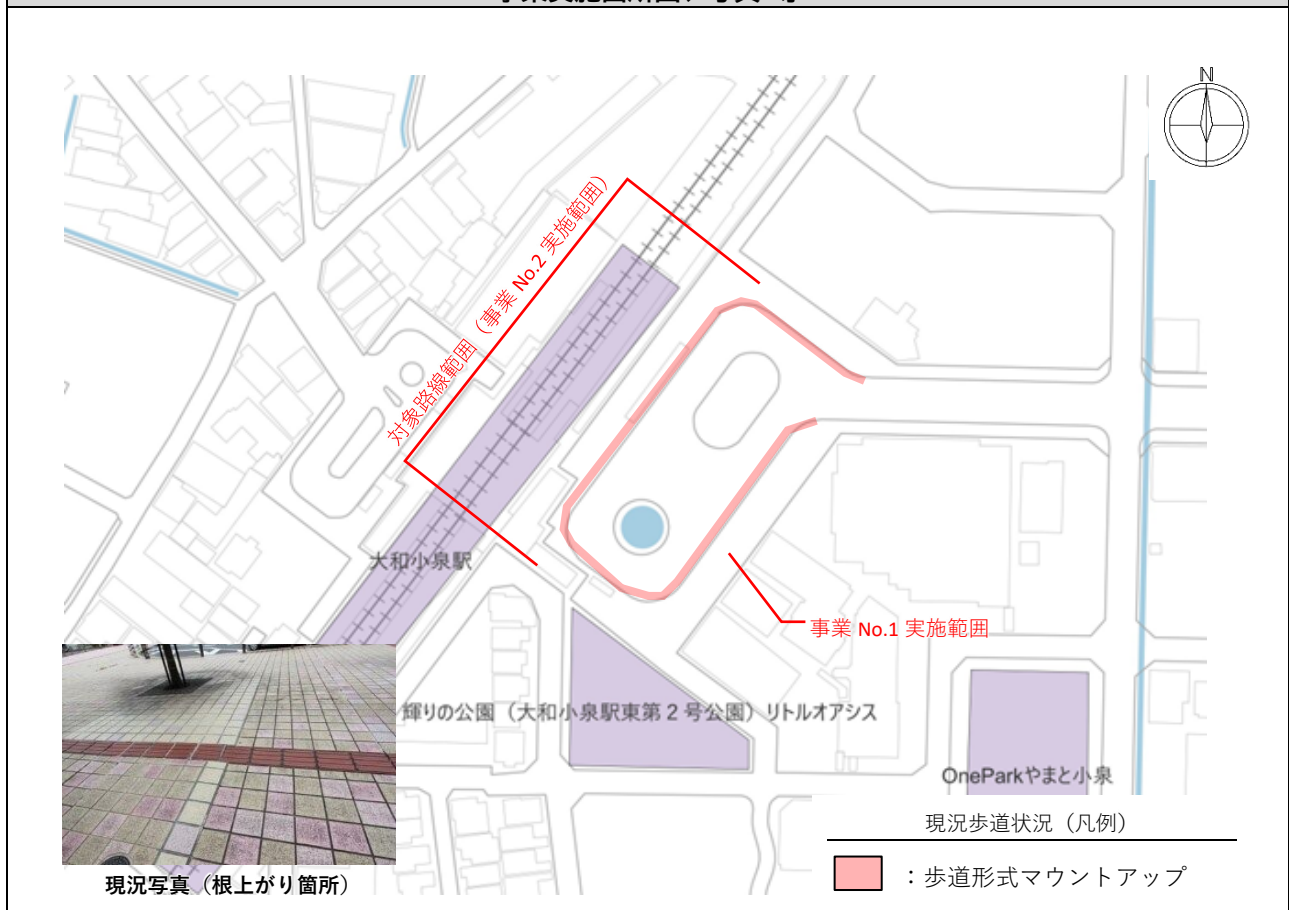 N
対象路線範囲（事業 No.2 実施範囲）
大和小泉駅
事業 No.1 実施範囲
輝りの公園（大和小泉駅東第２号公園）リトルオアシス
OneParkやまと小泉
現況歩道状況（凡例）
：歩道形式マウントアップ
現況写真（根上がり箇所）